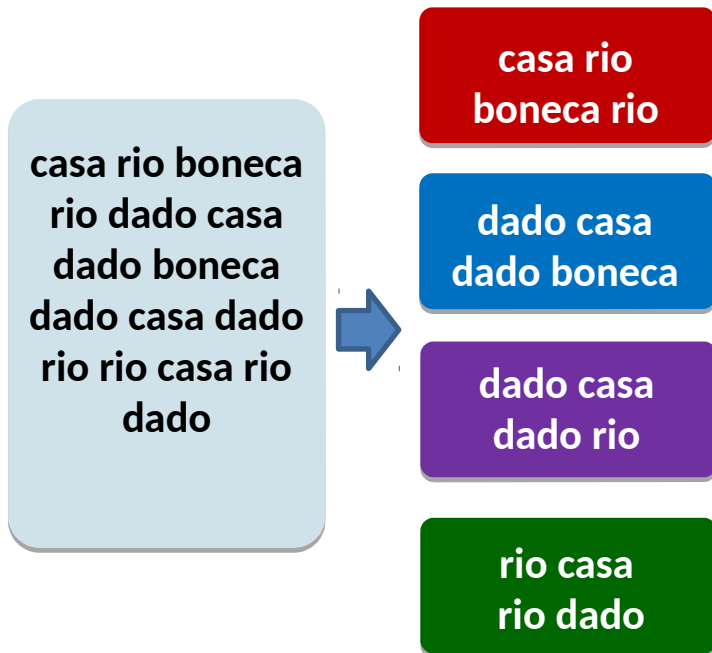 casa rio boneca
rio dado casa
dado boneca
dado casa dado
rio rio casa rio
dado
casa rio
boneca rio
dado casa
dado boneca
dado casa
dado rio
rio casa
rio dado